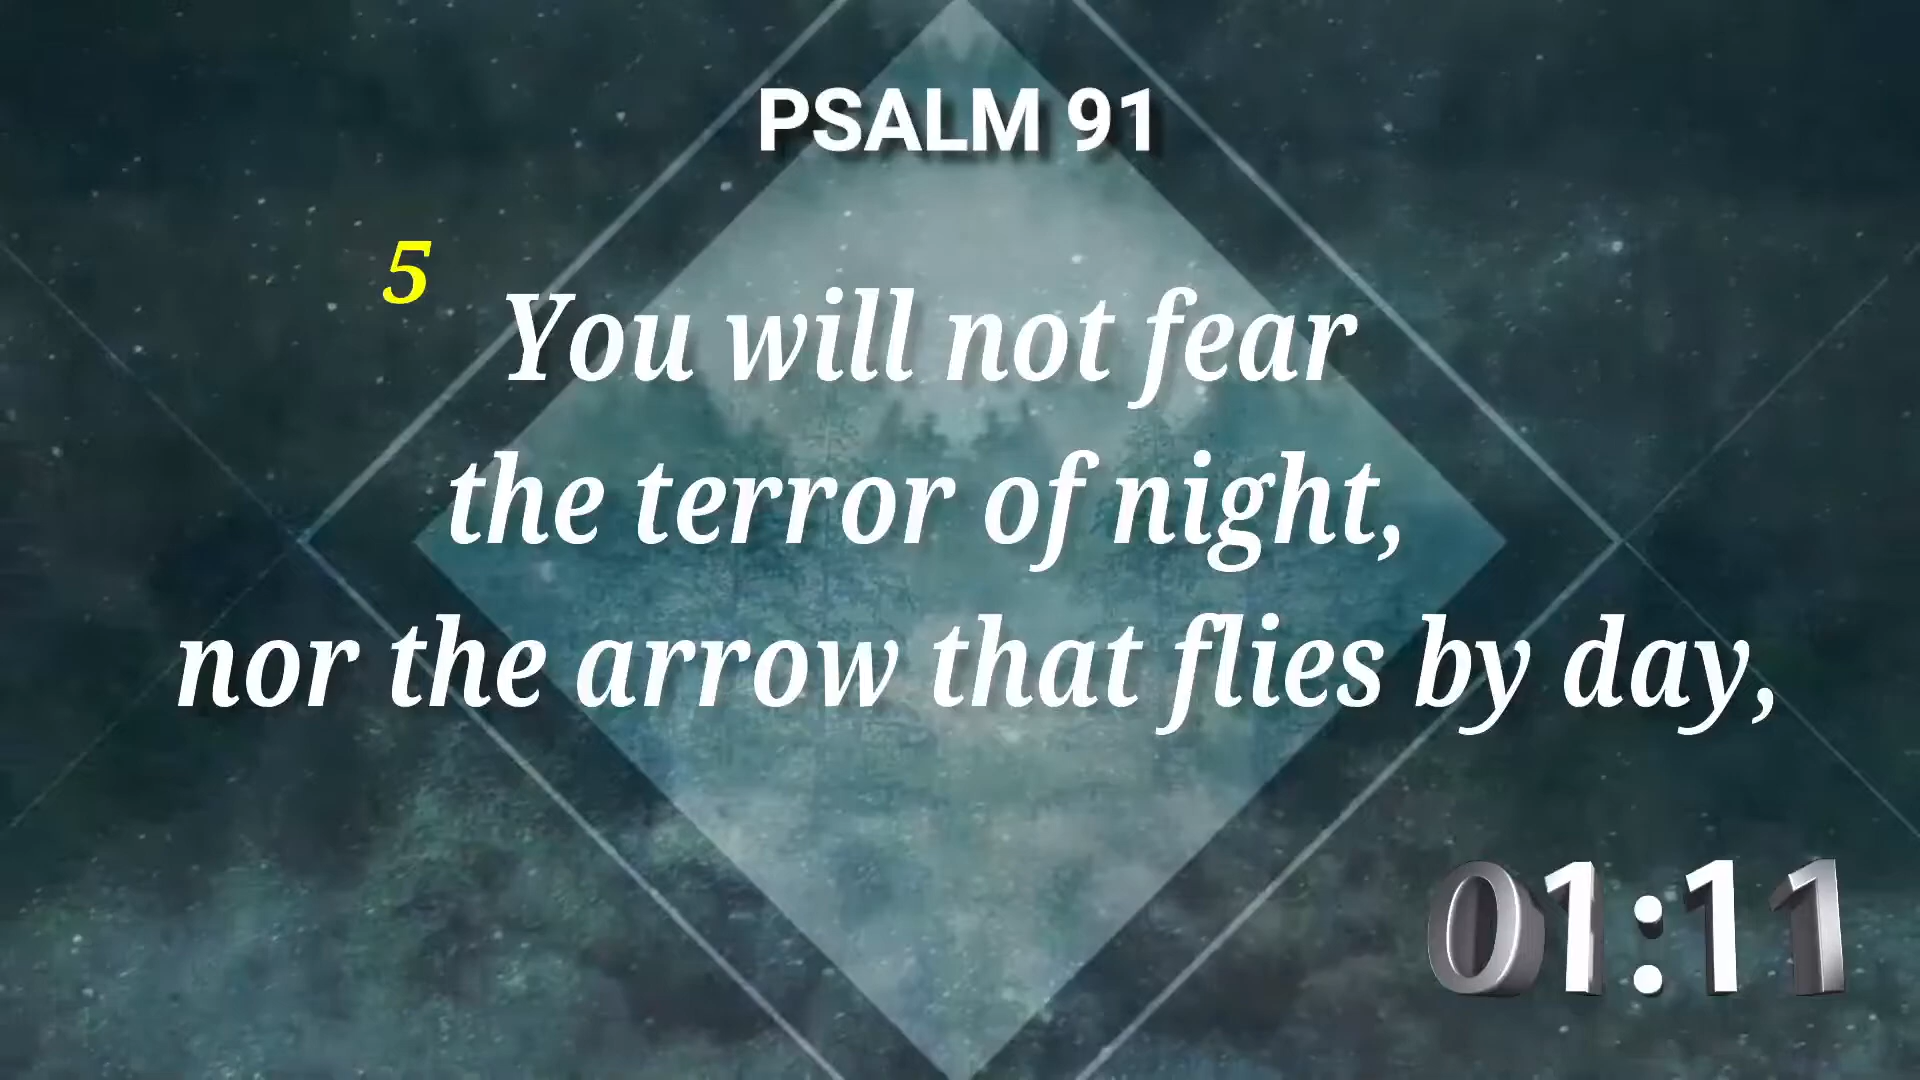 PSALM 91
5
You will not fear
the terror of night,
nor the arrow that flies by day,
01:11